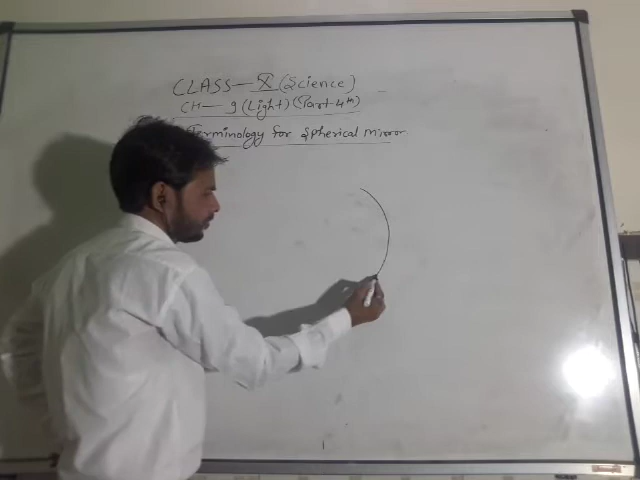 CLASS — X (Science)
CH — 9 (Light) (Part-4th)
Terminology for Spherical mirror